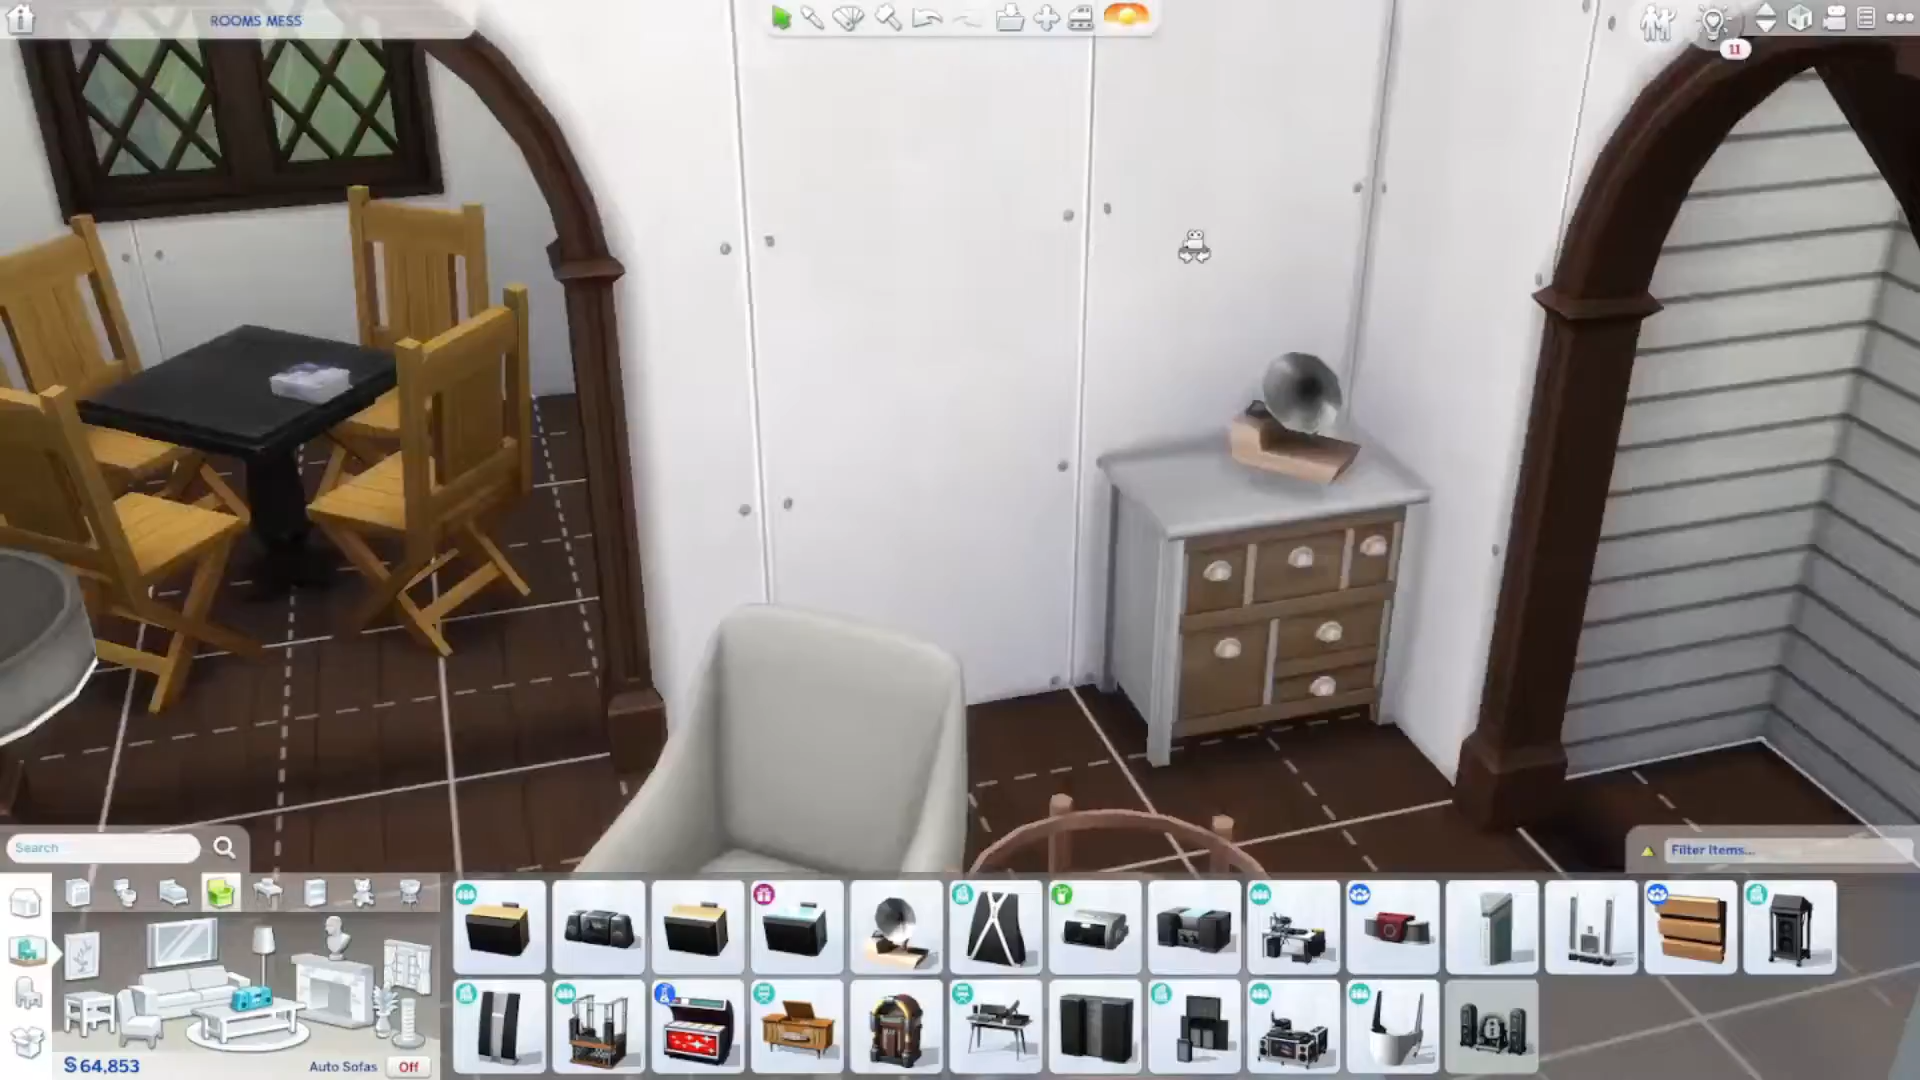 ROOMS MESS
11
Search
Filter Items...
§64,853
Auto Sofas
Off